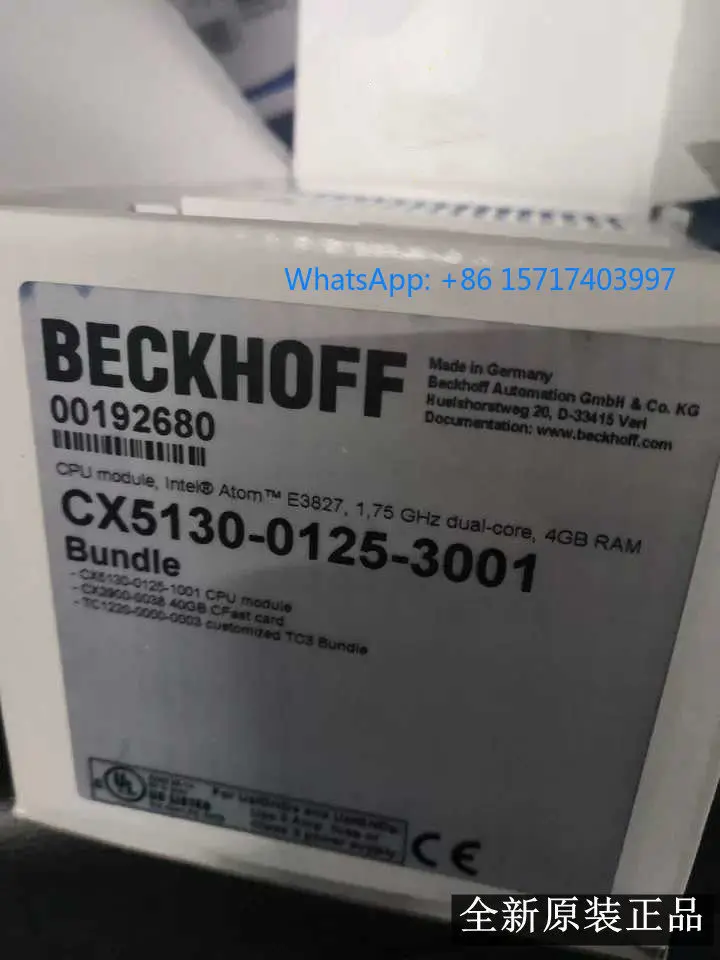 WhatsApp: +86 15717403997
BECKHOFF
Made in Germany
Beckhoff Automation GmbH & Co. KG
Huelshorstweg 20, D-33415 Verl
Documentation: www.beckhoff.com
00192680
CPU module, Intel® Atom™ E3827, 1,75 GHz dual-core, 4GB RAM
CX5130-0125-3001
Bundle
- CX5130-0125-1001 CPU module
- CX2900-0038 40GB CFast card
- TC1220-0000-0003 customized TC3 Bundle
UL
CE
全新原装正品